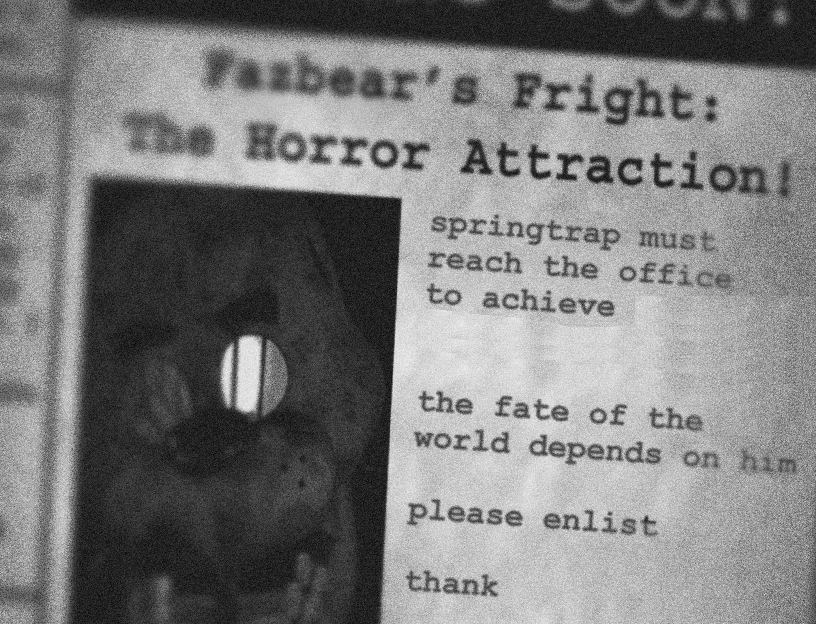 SOON!
Fazbear's Fright:
The Horror Attraction!
springtrap must
reach the office
to achieve
the fate of the
world depends on him
please enlist
thank